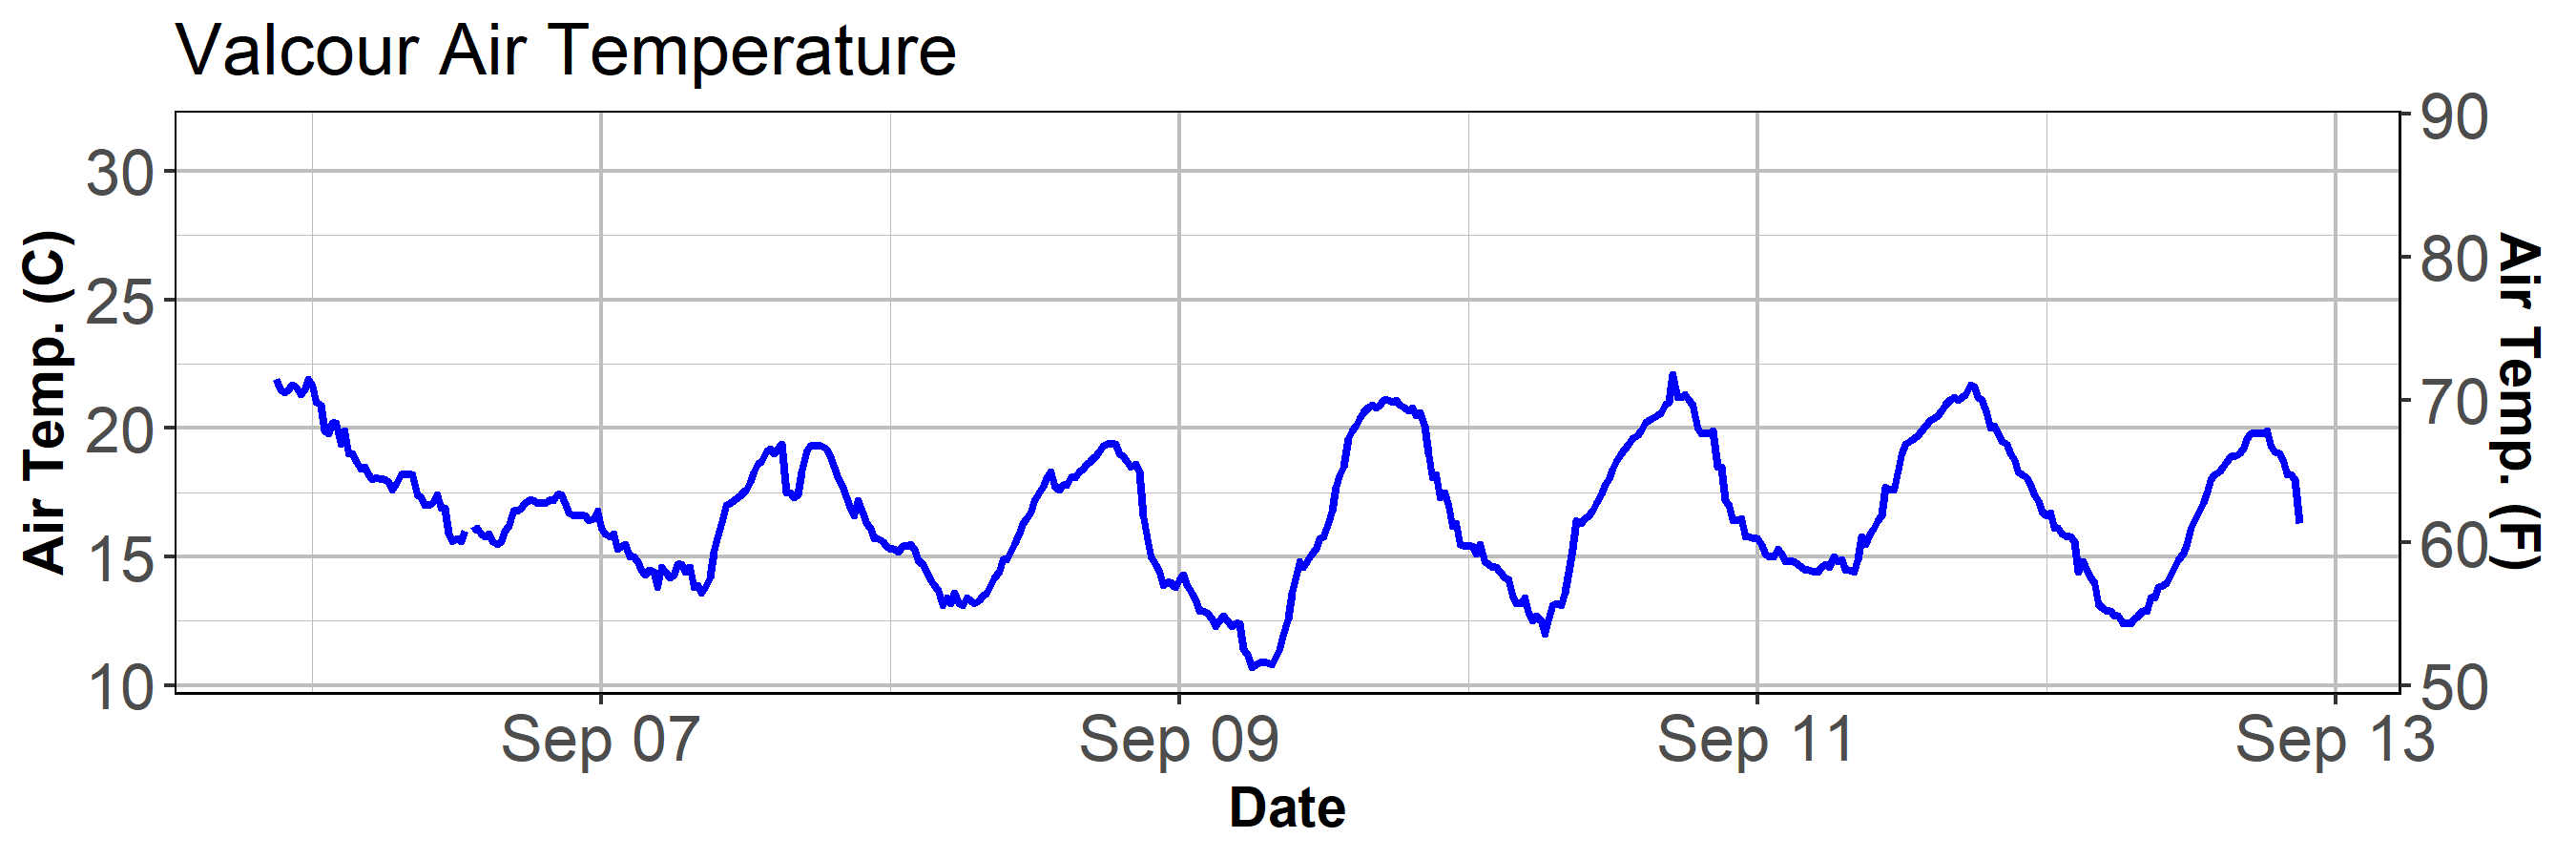 Valcour Air Temperature
Air Temp. (C)
30
25
20
15
10
90
80
70
60
50
Air Temp. (F)
Sep 07
Sep 09
Sep 11
Sep 13
Date